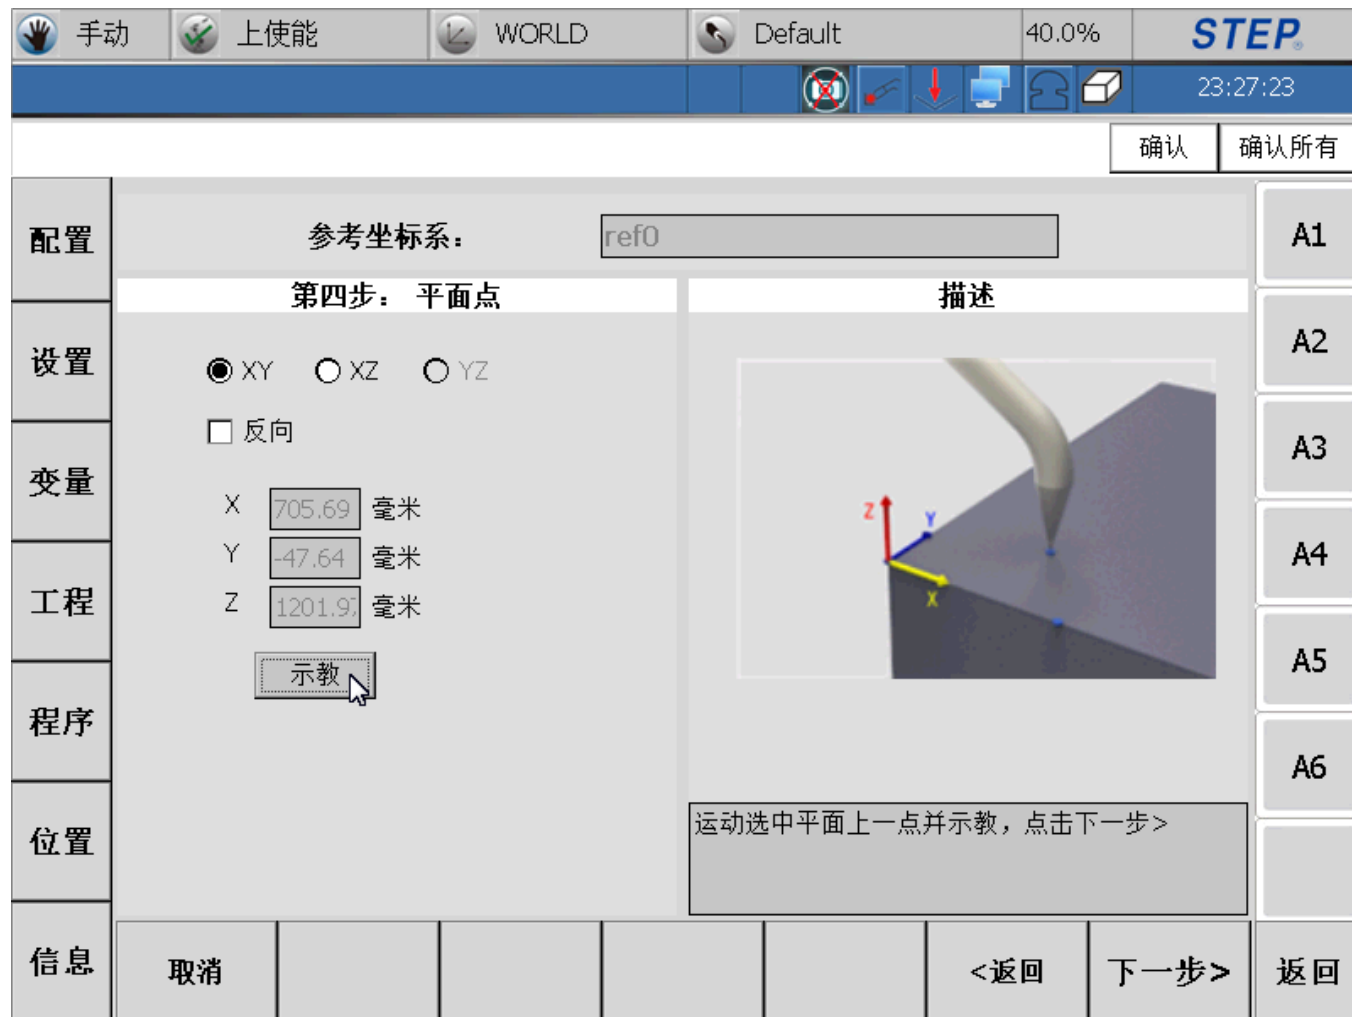 手动 上使能 WORLD Default 40.0% STEP®
23:27:23
确认 确认所有
配置
设置
变量
工程
程序
位置
信息
参考坐标系： ref0
第四步： 平面点
XY XZ YZ
反向
X 705.69 毫米
Y -47.64 毫米
Z 1201.97 毫米
示教
描述
Z
Y
X
运动选中平面上一点并示教，点击下一步>
A1
A2
A3
A4
A5
A6
取消 <返回 下一步> 返回